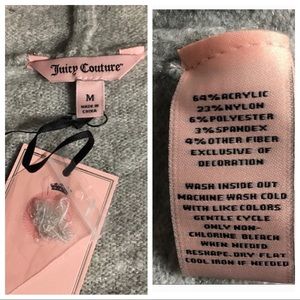 Juicy Couture
M
MADE IN
CHINA
64%ACRYLIC
23%NYLON
6%POLYESTER
3%SPANDEX
4%OTHER FIBER
EXCLUSIVE OF
DECORATION
WASH INSIDE OUT
MACHINE WASH COLD
WITH LIKE COLORS
GENTLE CYCLE
ONLY NON-
CHLORINE BLEACH
WHEN NEEDED
RESHAPE.DRY FLAT
COOL IRON IF NEEDED